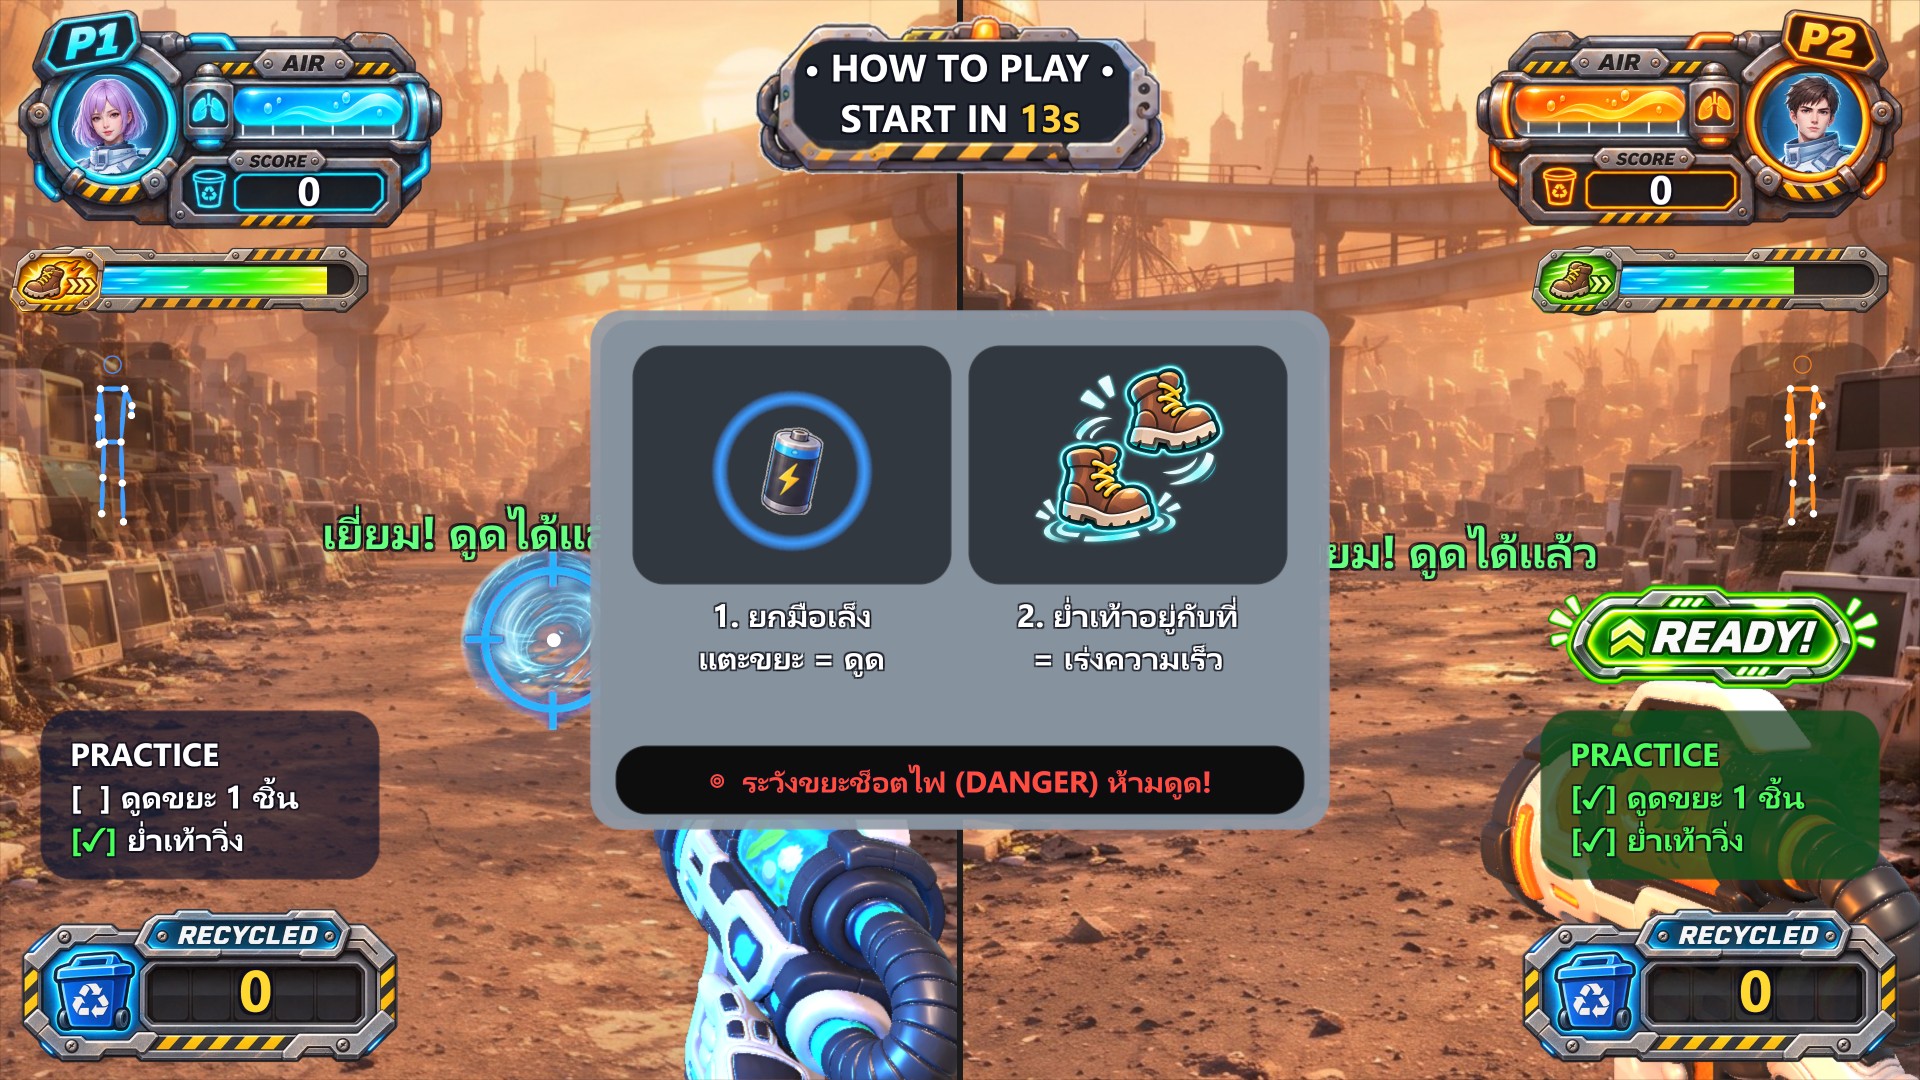 P1
AIR
SCORE
0
• HOW TO PLAY •
START IN 13s
P2
AIR
SCORE
0
เยี่ยม! ดูดได้แล้ว
ยม! ดูดได้แล้ว
1. ยกมือเล็ง
แตะขยะ = ดูด
2. ย่ำเท้าอยู่กับที่
= เร่งความเร็ว
ระวังขยะช็อตไฟ (DANGER) ห้ามดูด!
READY!
PRACTICE
[ ] ดูดขยะ 1 ชิ้น
[✓] ย่ำเท้าวิ่ง
PRACTICE
[✓] ดูดขยะ 1 ชิ้น
[✓] ย่ำเท้าวิ่ง
RECYCLED
0
RECYCLED
0